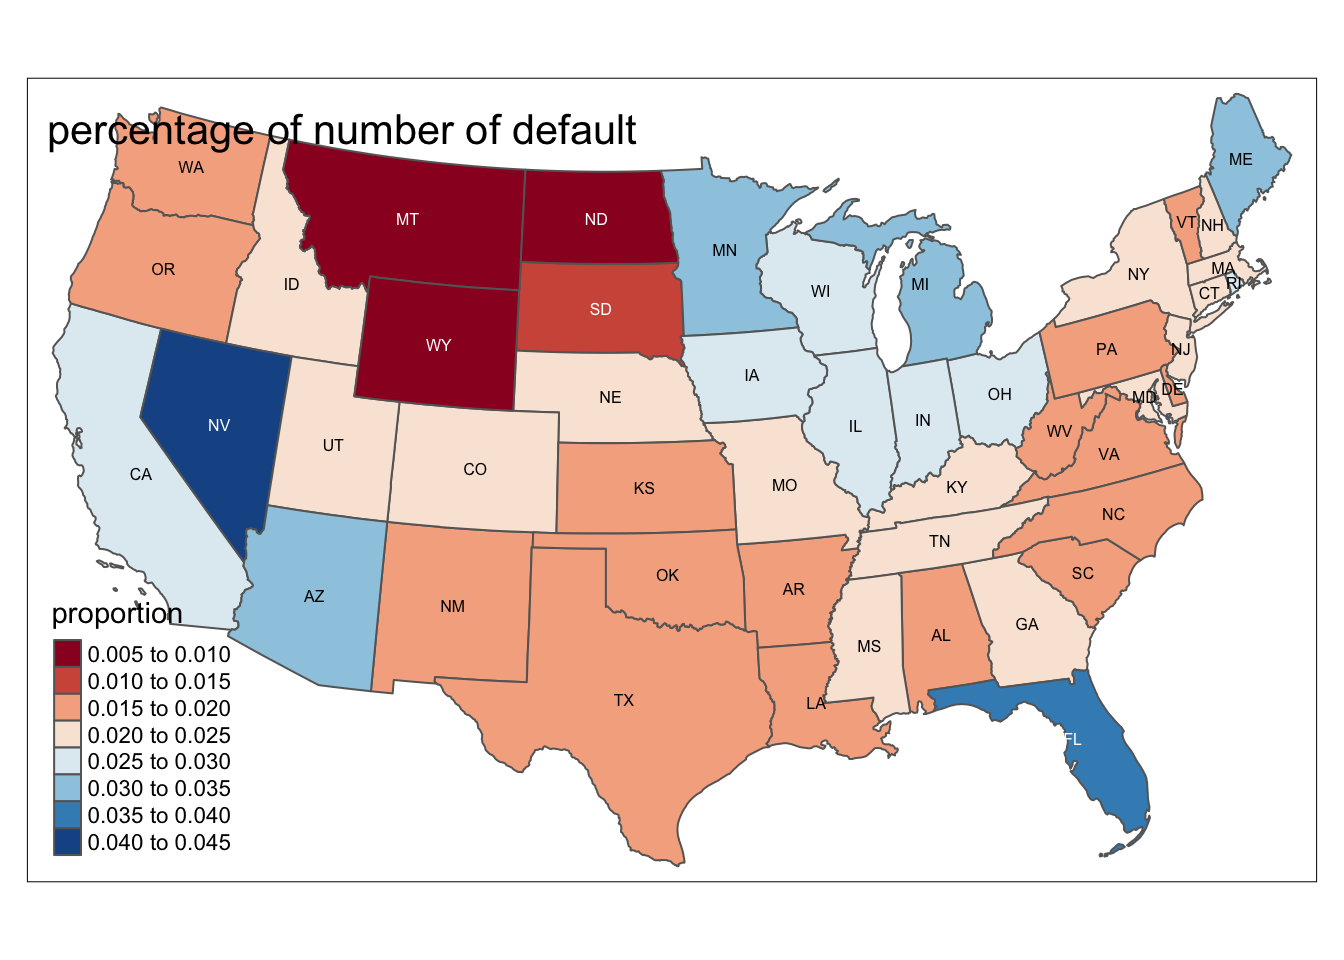 percentage of number of default
WA
MT
ND
MN
ME
VT
NH
OR
ID
SD
WI
MI
NY
MA
CT
RI
WY
IA
PA
NJ
NE
OH
MD
DE
NV
UT
CO
IL
IN
WV
VA
CA
KS
MO
KY
NC
AZ
NM
OK
AR
TN
SC
MS
AL
GA
TX
LA
FL
proportion
0.005 to 0.010
0.010 to 0.015
0.015 to 0.020
0.020 to 0.025
0.025 to 0.030
0.030 to 0.035
0.035 to 0.040
0.040 to 0.045